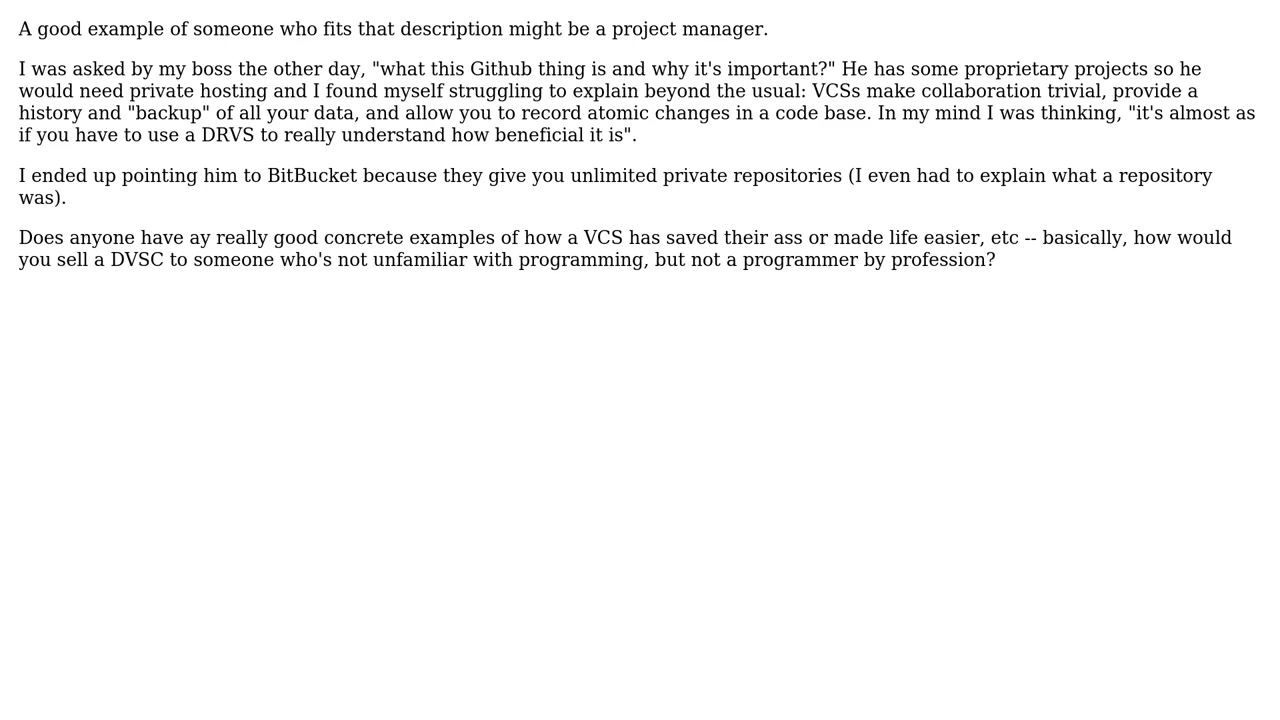 A good example of someone who fits that description might be a project manager.
I was asked by my boss the other day, "what this Github thing is and why it's important?" He has some proprietary projects so he
would need private hosting and I found myself struggling to explain beyond the usual: VCSs make collaboration trivial, provide a
history and "backup" of all your data, and allow you to record atomic changes in a code base. In my mind I was thinking, "it's almost as
if you have to use a DRVS to really understand how beneficial it is".
I ended up pointing him to BitBucket because they give you unlimited private repositories (I even had to explain what a repository
was).
Does anyone have ay really good concrete examples of how a VCS has saved their ass or made life easier, etc -- basically, how would
you sell a DVSC to someone who's not unfamiliar with programming, but not a programmer by profession?